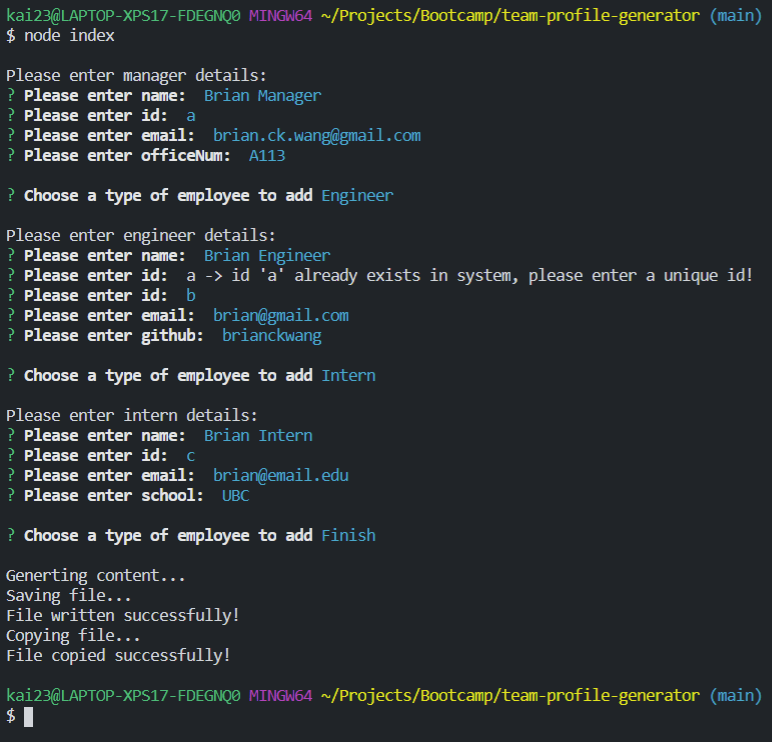 kai23@LAPTOP-XPS17-FDEGNQ0 MINGW64 ~/Projects/Bootcamp/team-profile-generator (main)
$ node index
Please enter manager details:
? Please enter name:  Brian Manager
? Please enter id:  a
? Please enter email:  brian.ck.wang@gmail.com
? Please enter officeNum:  A113
? Choose a type of employee to add Engineer
Please enter engineer details:
? Please enter name:  Brian Engineer
? Please enter id:  a -> id 'a' already exists in system, please enter a unique id!
? Please enter id:  b
? Please enter email:  brian@gmail.com
? Please enter github:  brianckwang
? Choose a type of employee to add Intern
Please enter intern details:
? Please enter name:  Brian Intern
? Please enter id:  c
? Please enter email:  brian@email.edu
? Please enter school:  UBC
? Choose a type of employee to add Finish
Generting content...
Saving file...
File written successfully!
Copying file...
File copied successfully!
kai23@LAPTOP-XPS17-FDEGNQ0 MINGW64 ~/Projects/Bootcamp/team-profile-generator (main)
$